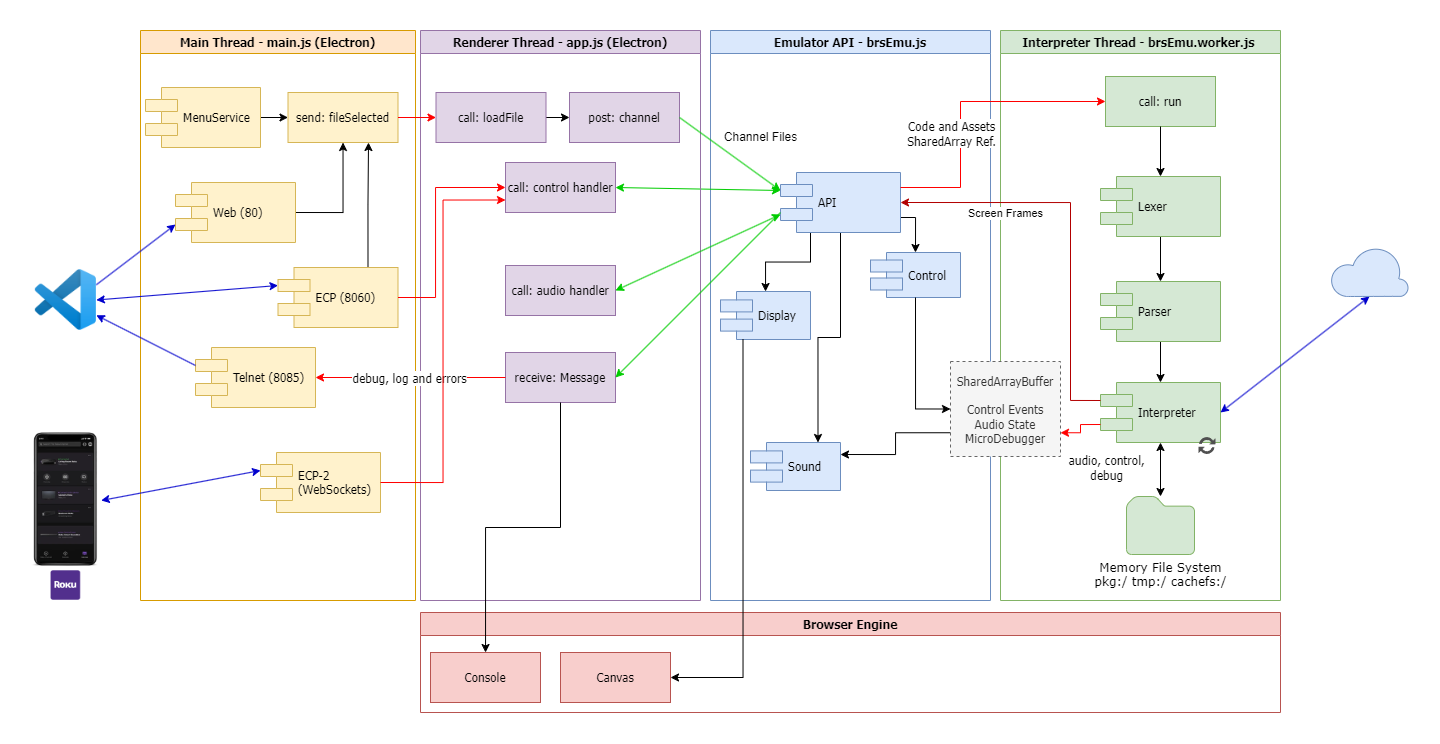 Main Thread - main.js (Electron)
Renderer Thread - app.js (Electron)
Emulator API - brsEmu.js
Interpreter Thread - brsEmu.worker.js
MenuService
send: fileSelected
Web (80)
ECP (8060)
Telnet (8085)
ECP-2
(WebSockets)
call: loadFile
post: channel
call: control handler
call: audio handler
receive: Message
debug, log and errors
Channel Files
API
Control
Display
Sound
Code and Assets
SharedArray Ref.
Screen Frames
SharedArrayBuffer
Control Events
Audio State
MicroDebugger
call: run
Lexer
Parser
Interpreter
audio, control,
debug
Memory File System
pkg:/ tmp:/ cachefs:/
Roku
Browser Engine
Console
Canvas